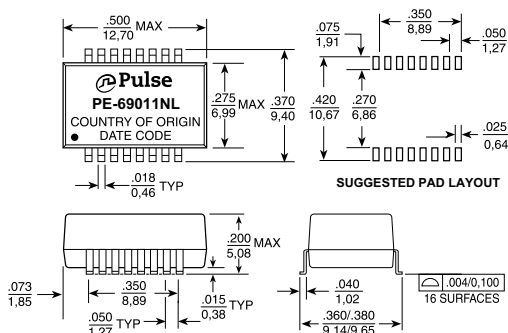 .500
12,70
MAX
Pulse
PE-69011NL
COUNTRY OF ORIGIN
DATE CODE
.275
6,99
MAX
.370
9,40
.018
0,46
TYP
.350
8,89
.075
1,91
.050
1,27
.420
10,67
.270
6,86
.025
0,64
SUGGESTED PAD LAYOUT
.200
5,08
MAX
.073
1,85
.350
8,89
.015
0,38
TYP
.050
1,27
TYP
.040
1,02
.360/.380
9,14/9,65
.004/0,100
16 SURFACES